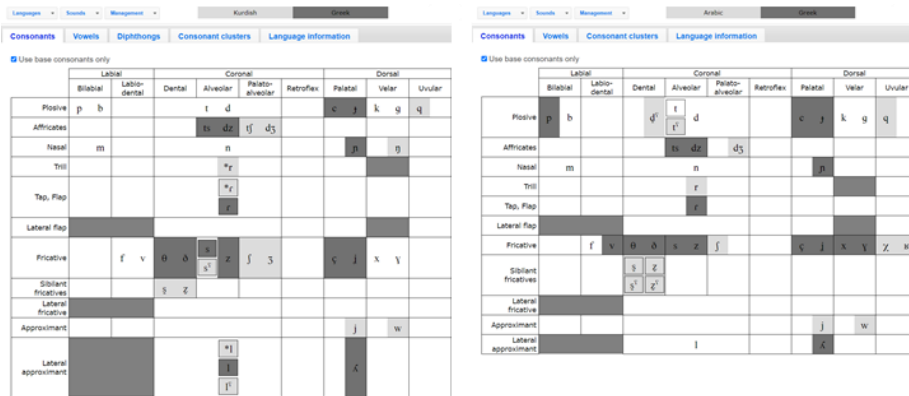 Languages Sounds Management Kurdish Greek
Consonants Vowels Diphthongs Consonant clusters Language information
Use base consonants only
Labial Coronal Dorsal
Bilabial Labio-dental Dental Alveolar Palato-alveolar Retroflex Palatal Velar Uvular
Plosive p b t d c ɟ k g q
Affricates ts dz tʃ dʒ
Nasal m n ɲ ŋ
Trill *r
Tap, Flap *ɾ
ɾ
Lateral flap
Fricative f v θ ð s sˤ z ʃ ʒ ç ʝ x ɣ
Sibilant fricatives s̪ z̪
Lateral fricative
Approximant j w
Lateral approximant *l
l ʎ
lˤ
Languages Sounds Management Arabic Greek
Consonants Vowels Consonant clusters Language information
Use base consonants only
Labial Coronal Dorsal
Bilabial Labio-dental Dental Alveolar Palato-alveolar Retroflex Palatal Velar Uvular
Plosive p b t tˤ d c ɟ k g q
Affricates ts dz dʒ
Nasal m n ɲ
Trill r
Tap, Flap ɾ
Lateral flap
Fricative f v θ ð s z ʃ ç ʝ x ɣ χ
Sibilant fricatives s̪ z̪
s̪ˤ z̪ˤ
Lateral fricative
Approximant j w
Lateral approximant l ʎ